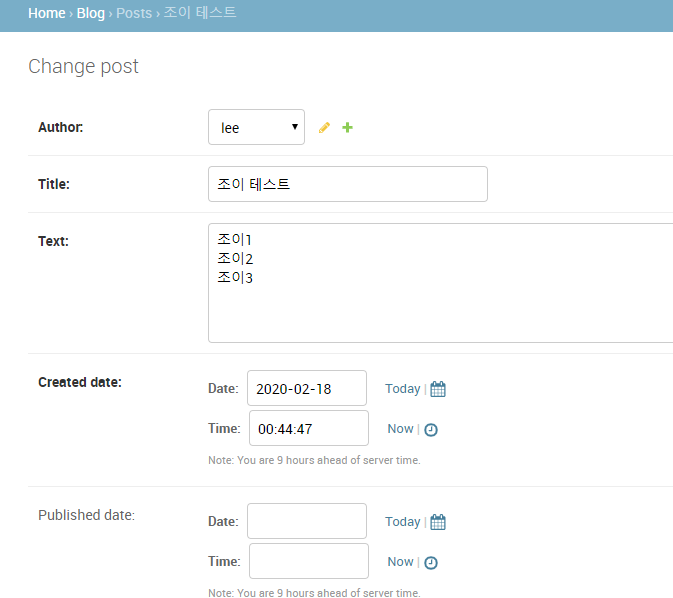 Home › Blog › Posts › 조이 테스트
Change post
Author: lee
Title: 조이 테스트
Text: 조이1
조이2
조이3
Created date: Date: 2020-02-18 Today |
Time: 00:44:47 Now |
Note: You are 9 hours ahead of server time.
Published date: Date: Today |
Time: Now |
Note: You are 9 hours ahead of server time.